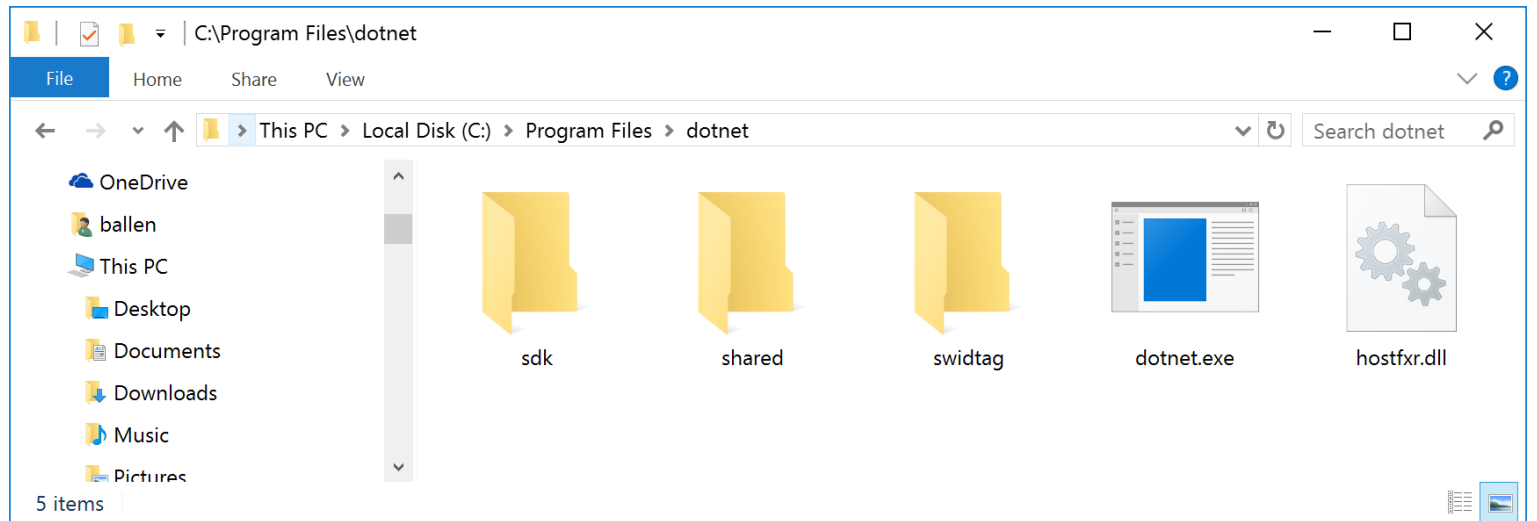 C:\Program Files\dotnet
File Home Share View
?
This PC > Local Disk (C:) > Program Files > dotnet
Search dotnet
OneDrive
ballen
This PC
Desktop
Documents
Downloads
Music
Pictures
sdk
shared
swidtag
dotnet.exe
hostfxr.dll
5 items